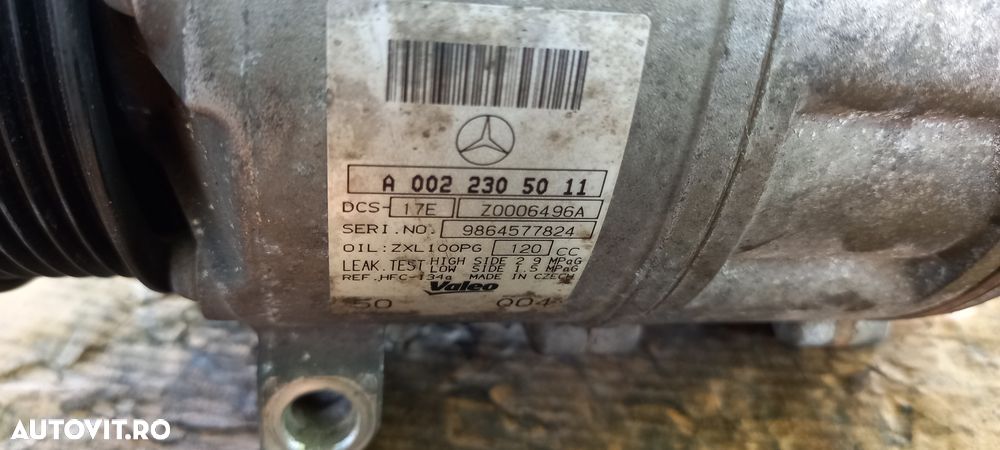 A 002 230 50 11
DCS-17E Z0006496A
SERI.NO. 9864577824
OIL:ZXL100PG 120 CC
LEAK.TEST HIGH SIDE 2.9 MPaG
LOW SIDE 1.5 MPaG
REF.HFC-134a MADE IN CZECH
Valeo
50 004
AUTOVIT.RO